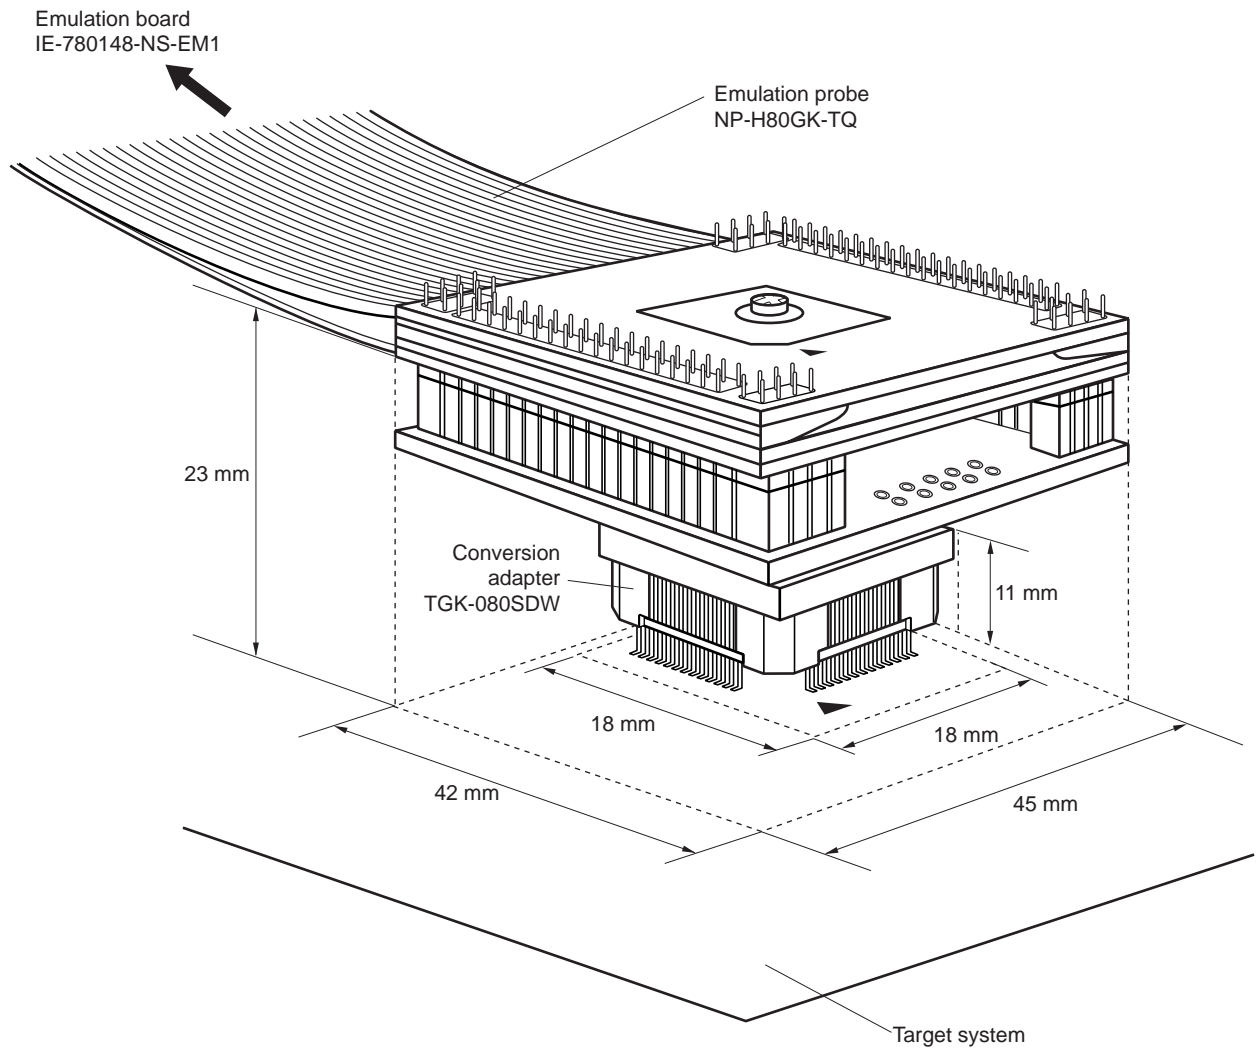 Emulation board
IE-780148-NS-EM1
Emulation probe
NP-H80GK-TQ
23 mm
Conversion
adapter
TGK-080SDW
11 mm
18 mm
18 mm
42 mm
45 mm
Target system